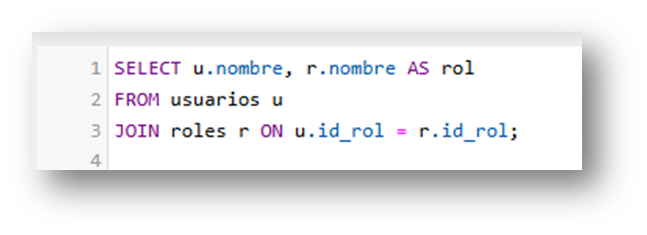 1 SELECT u.nombre, r.nombre AS rol
2 FROM usuarios u
3 JOIN roles r ON u.id_rol = r.id_rol;
4